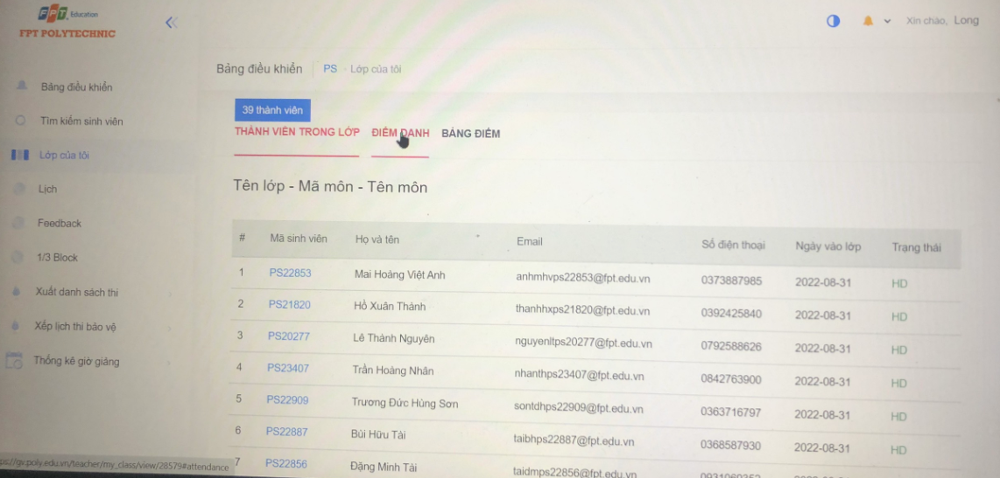 FPT Education
FPT POLYTECHNIC
Xin chào, Long
Bảng điều khiển PS Lớp của tôi
Bảng điều khiển
Tìm kiếm sinh viên
Lớp của tôi
Lịch
Feedback
1/3 Block
Xuất danh sách thi
Xếp lịch thi bảo vệ
Thống kê giờ giảng
39 thành viên
THÀNH VIÊN TRONG LỚP ĐIỂM DANH BẢNG ĐIỂM
Tên lớp - Mã môn - Tên môn
# Mã sinh viên Họ và tên Email Số điện thoại Ngày vào lớp Trạng thái
1 PS22853 Mai Hoàng Việt Anh anhmhvps22853@fpt.edu.vn 0373887985 2022-08-31 HD
2 PS21820 Hồ Xuân Thành thanhhxps21820@fpt.edu.vn 0392425840 2022-08-31 HD
3 PS20277 Lê Thành Nguyên nguyenltps20277@fpt.edu.vn 0792588626 2022-08-31 HD
4 PS23407 Trần Hoàng Nhân nhanthps23407@fpt.edu.vn 0842763900 2022-08-31 HD
5 PS22909 Trương Đức Hùng Sơn sontdhps22909@fpt.edu.vn 0363716797 2022-08-31 HD
6 PS22887 Bùi Hữu Tài taibhps22887@fpt.edu.vn 0368587930 2022-08-31 HD
7 PS22856 Đặng Minh Tài taidmps22856@fpt.edu.vn
ps://gv.poly.edu.vn/teacher/my_class/view/28579#attendance